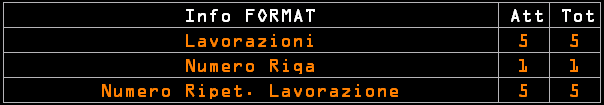 Info FORMAT Att Tot
Lavorazioni 5 5
Numero Riga 1 1
Numero Ripet. Lavorazione 5 5